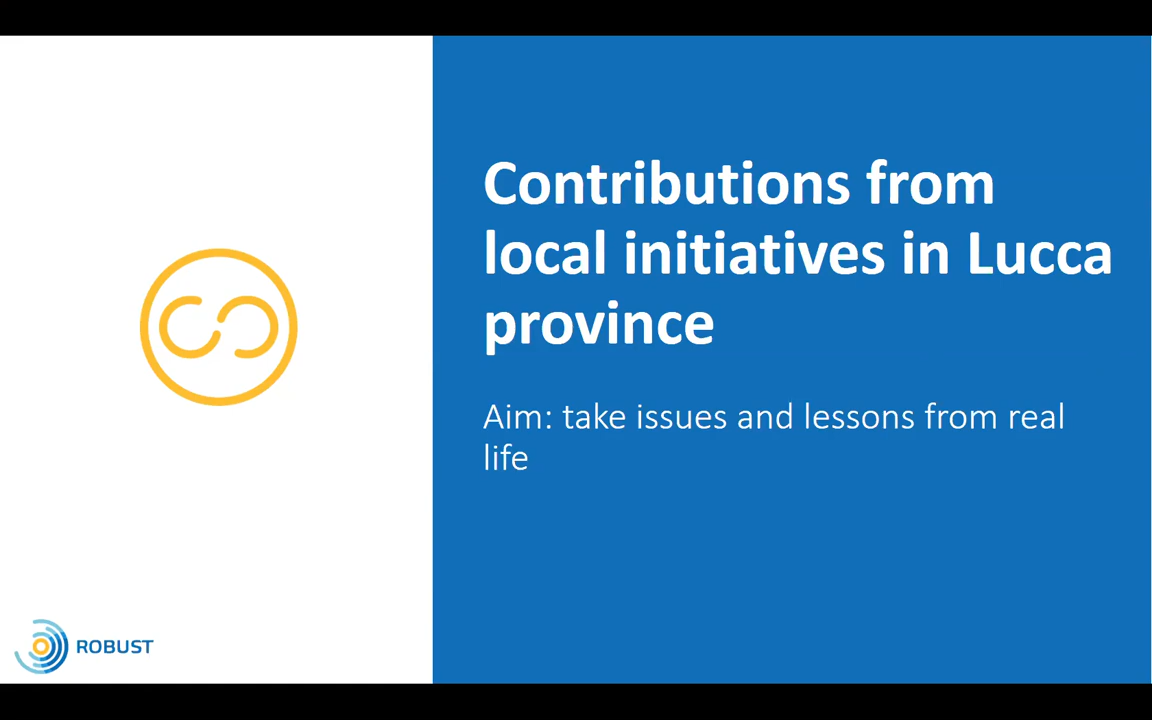 Contributions from
local initiatives in Lucca
province
Aim: take issues and lessons from real
life
ROBUST